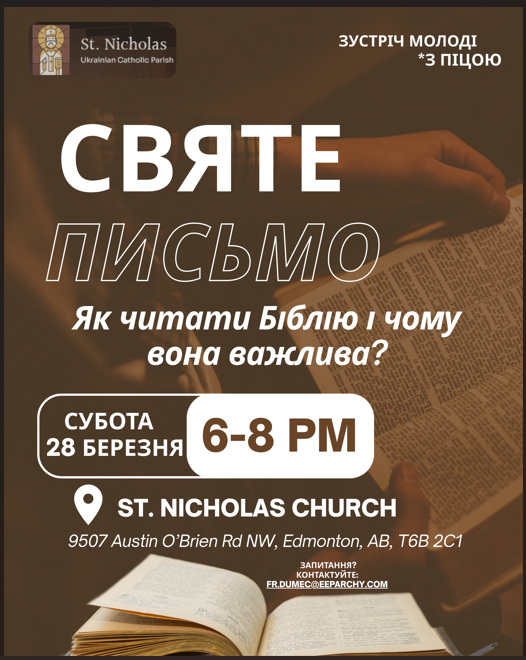 St. Nicholas
Ukrainian Catholic Parish
ЗУСТРІЧ МОЛОДІ
*З ПІЦОЮ
СВЯТЕ
ПИСЬМО
Як читати Біблію і чому
вона важлива?
СУБОТА
28 БЕРЕЗНЯ
6-8 PM
ST. NICHOLAS CHURCH
9507 Austin O'Brien Rd NW, Edmonton, AB, T6B 2C1
ЗАПИТАННЯ?
КОНТАКТУЙТЕ:
FR.DUMEC@EEPARCHY.COM